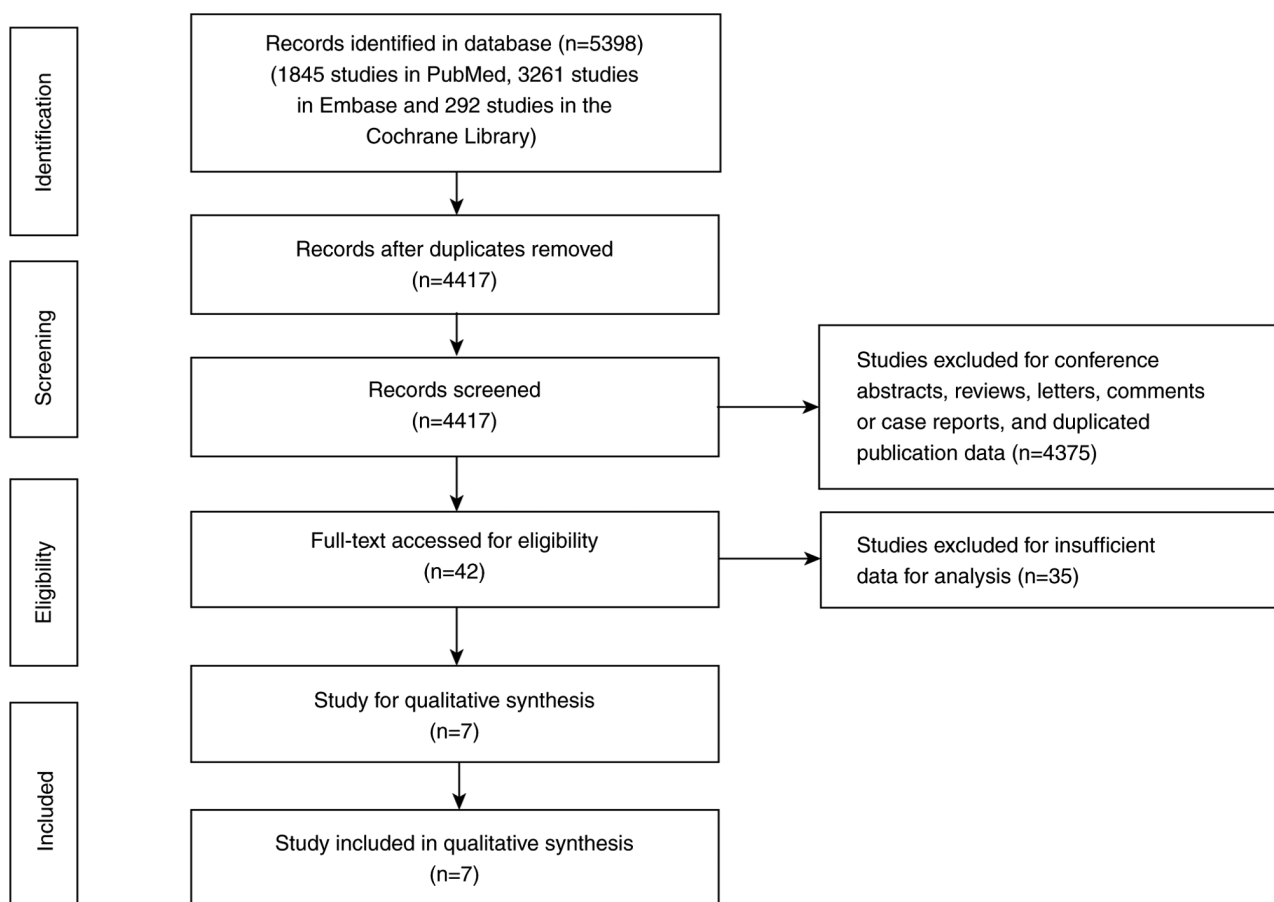 Identification
Records identified in database (n=5398)
(1845 studies in PubMed, 3261 studies
in Embase and 292 studies in the
Cochrane Library)
Records after duplicates removed
(n=4417)
Screening
Records screened
(n=4417)
Studies excluded for conference
abstracts, reviews, letters, comments
or case reports, and duplicated
publication data (n=4375)
Eligibility
Full-text accessed for eligibility
(n=42)
Studies excluded for insufficient
data for analysis (n=35)
Study for qualitative synthesis
(n=7)
Included
Study included in qualitative synthesis
(n=7)